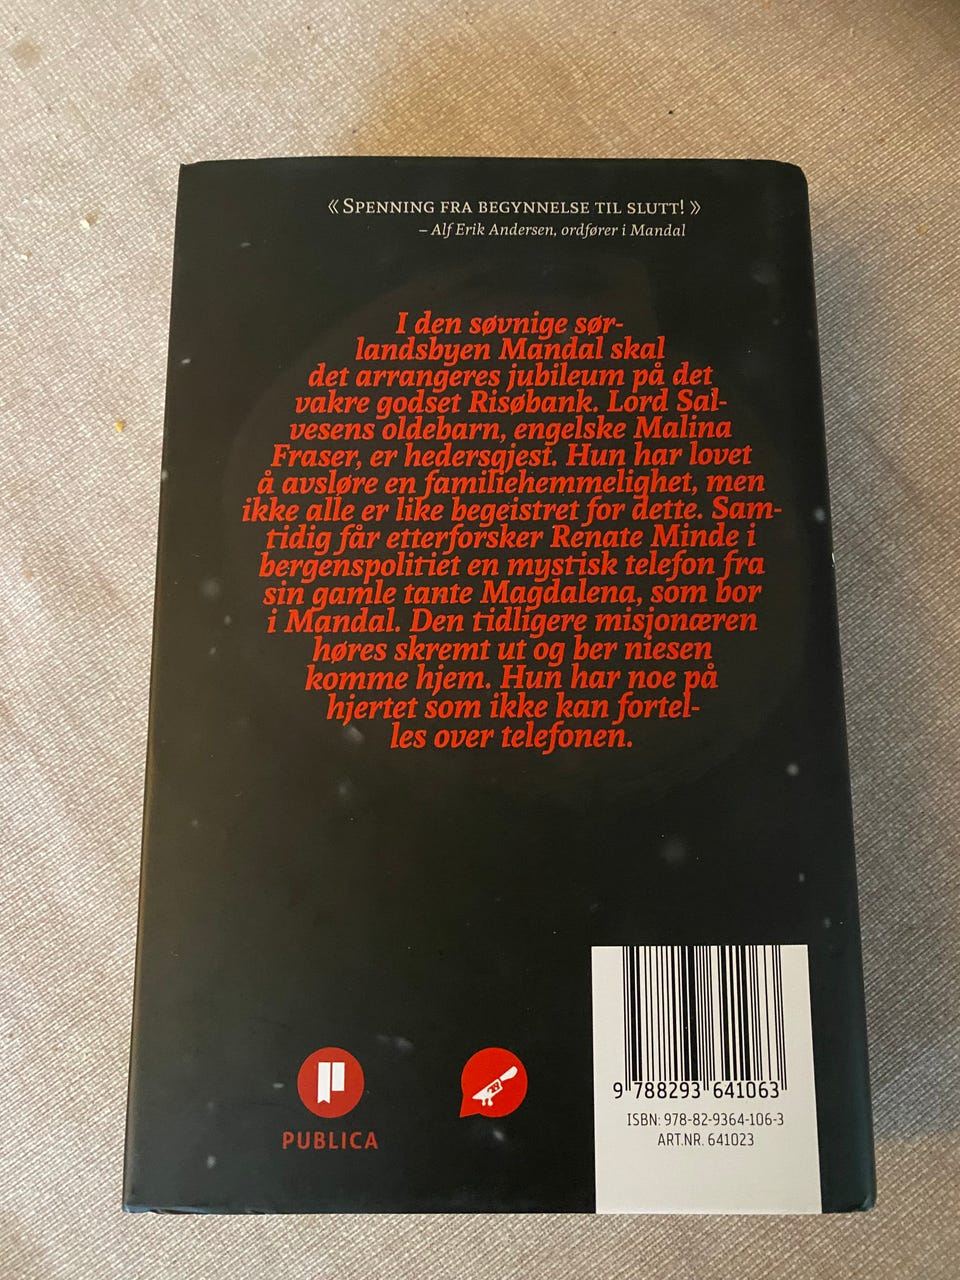 « SPENNING FRA BEGYNNELSE TIL SLUTT! »
– Alf Erik Andersen, ordfører i Mandal
I den søvnige sør-
landsbyen Mandal skal
det arrangeres jubileum på det
vakre godset Risøbank. Lord Sal-
vesens oldebarn, engelske Malina
Fraser, er hedersgjest. Hun har lovet
å avsløre en familiehemmelighet, men
ikke alle er like begeistret for dette. Sam-
tidig får etterforsker Renate Minde i
bergenspolitiet en mystisk telefon fra
sin gamle tante Magdalena, som bor
i Mandal. Den tidligere misjonæren
høres skremt ut og ber niesen
komme hjem. Hun har noe på
hjertet som ikke kan fortel-
les over telefonen.
PUBLICA
9 788293 641063
ISBN: 978-82-9364-106-3
ART.NR. 641023